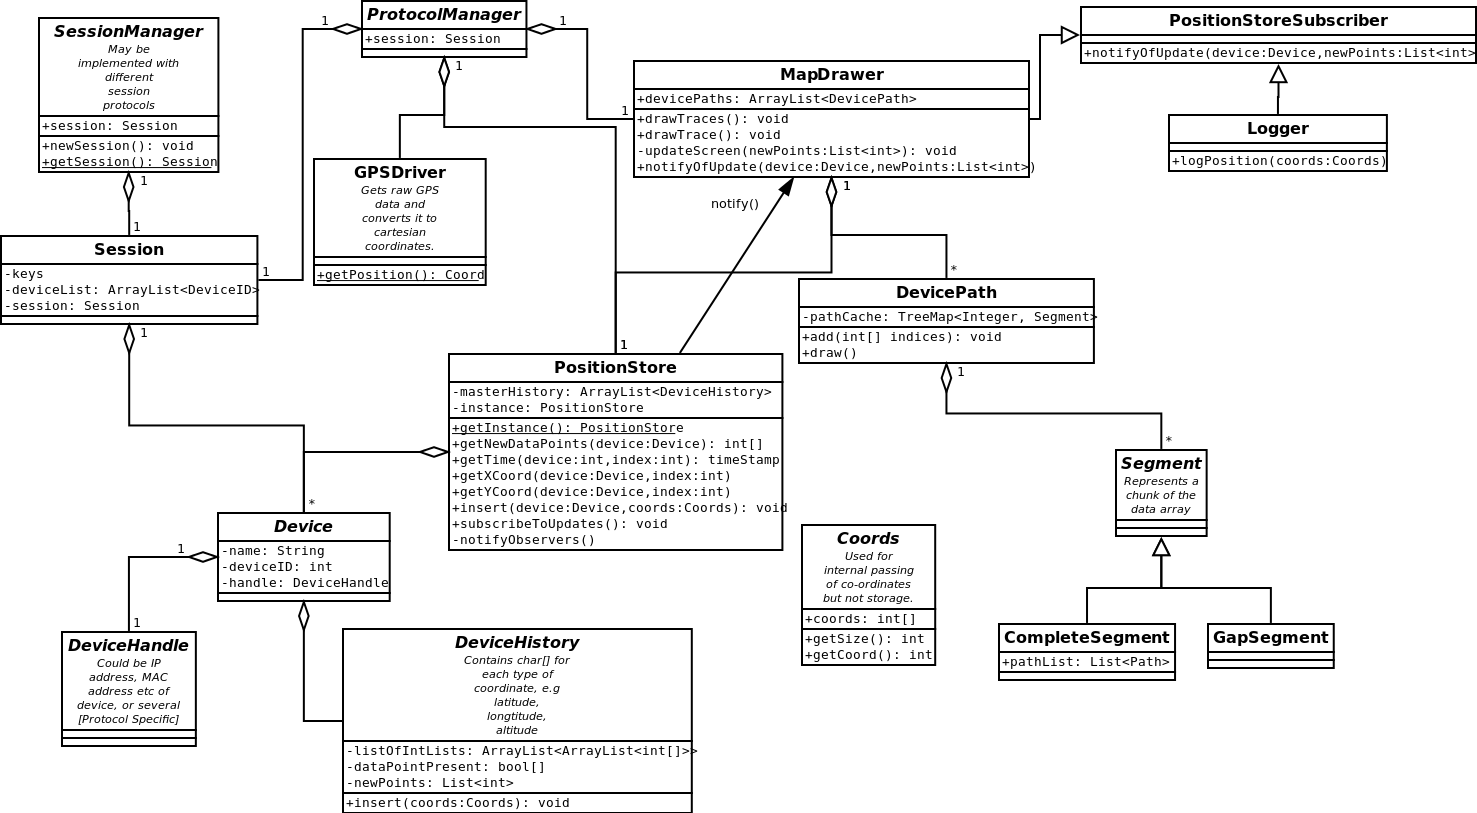 SessionManager
May be
implemented with
different
session
protocols
+session: Session
+newSession(): void
+getSession(): Session
1
1
ProtocolManager
+session: Session
1
1
1
1
1
GPSDriver
Gets raw GPS
data and
converts it to
cartesian
coordinates.
+getPosition(): Coord
MapDrawer
+devicePaths: ArrayList<DevicePath>
+drawTraces(): void
+drawTrace(): void
-updateScreen(newPoints:List<int>): void
+notifyOfUpdate(device:Device,newPoints:List<int>)
1
notify()
PositionStoreSubscriber
+notifyOfUpdate(device:Device,newPoints:List<int>
Logger
+logPosition(coords:Coords)
Session
-keys
-deviceList: ArrayList<DeviceID>
-session: Session
1
*
DevicePath
-pathCache: TreeMap<Integer, Segment>
+add(int[] indices): void
+draw()
1
1
PositionStore
-masterHistory: ArrayList<DeviceHistory>
-instance: PositionStore
+getInstance(): PositionStore
+getNewDataPoints(device:Device): int[]
+getTime(device:int,index:int): timeStamp
+getXCoord(device:Device,index:int)
+getYCoord(device:Device,index:int)
+insert(device:Device,coords:Coords): void
+subscribeToUpdates(): void
-notifyObservers()
*
Segment
Represents a
chunk of the
data array
*
Device
-name: String
-deviceID: int
-handle: DeviceHandle
1
1
Coords
Used for
internal passing
of co-ordinates
but not storage.
+coords: int[]
+getSize(): int
+getCoord(): int
CompleteSegment
+pathList: List<Path>
GapSegment
DeviceHandle
Could be IP
address, MAC
address etc of
device, or several
[Protocol Specific]
DeviceHistory
Contains char[] for
each type of
coordinate, e.g
latitude,
longtitude,
altitude
-listOfIntLists: ArrayList<ArrayList<int[]>>
-dataPointPresent: bool[]
-newPoints: List<int>
+insert(coords:Coords): void